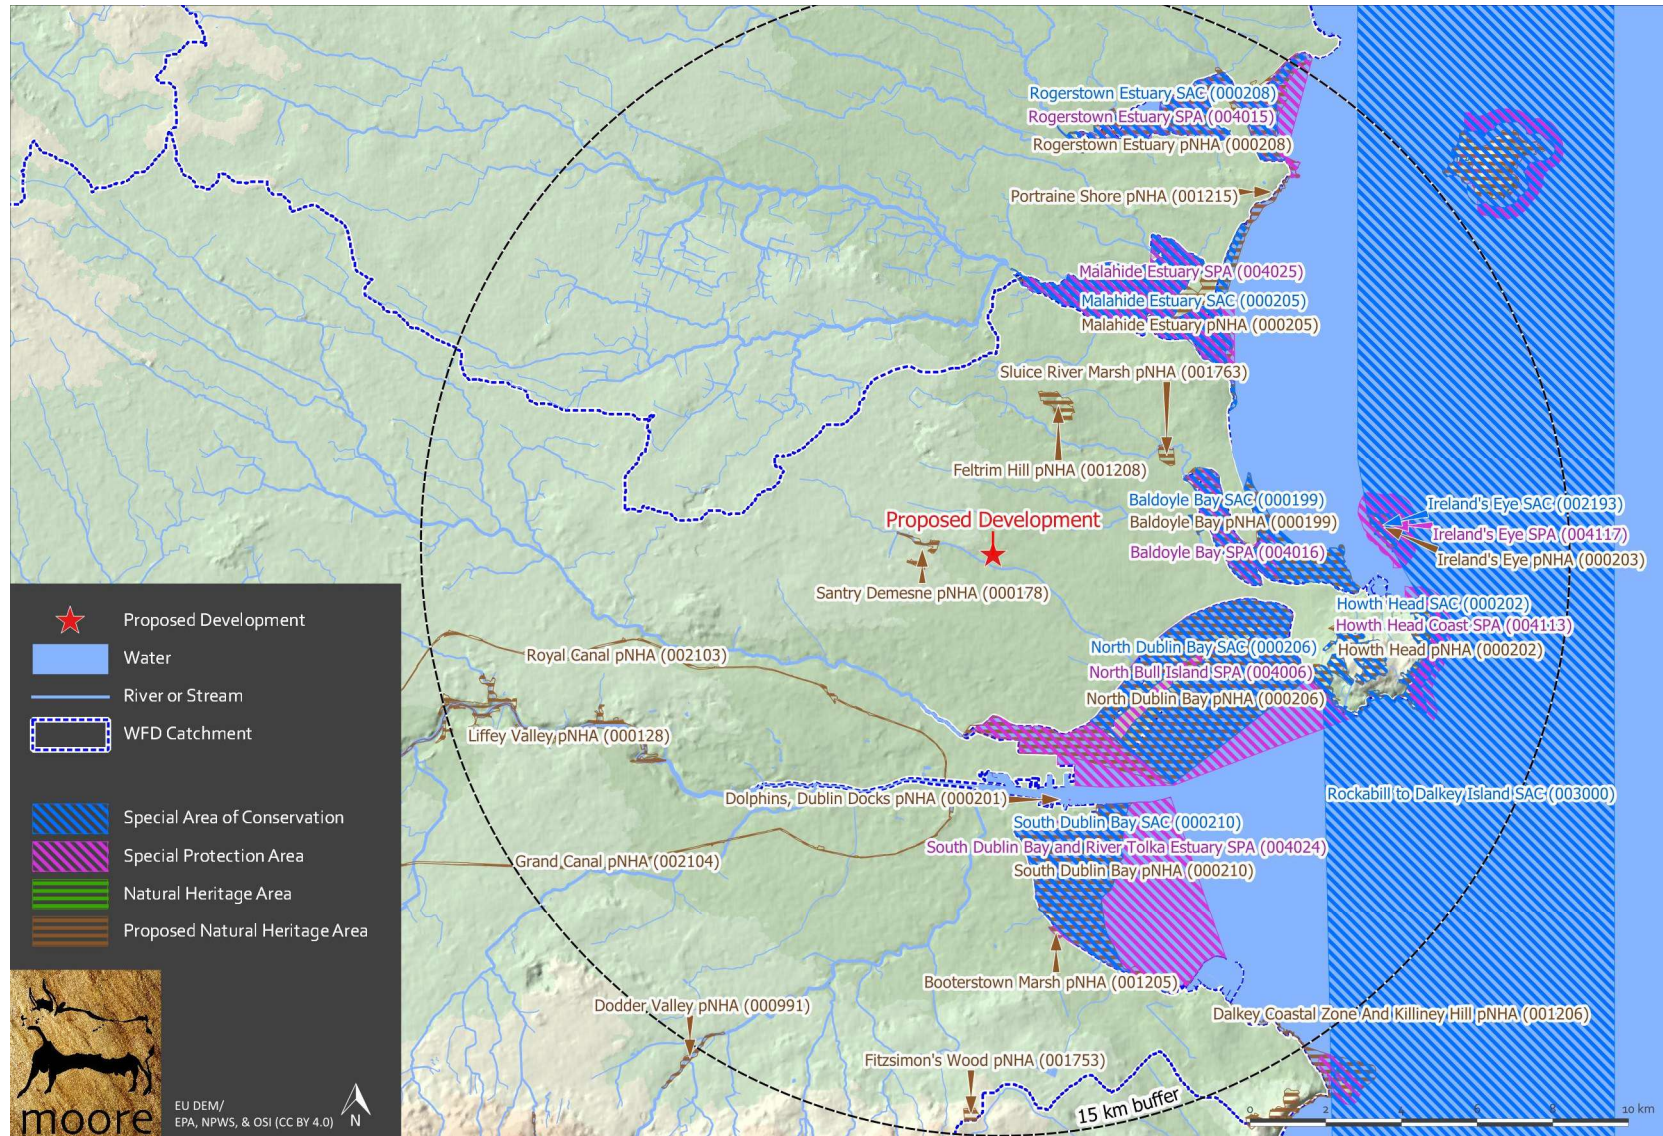 Rogerstown Estuary SAC (000208)
Rogerstown Estuary SPA (004015)
Rogerstown Estuary pNHA (000208)
Portraine Shore pNHA (001215)
Malahide Estuary SPA (004025)
Malahide Estuary SAC (000205)
Malahide Estuary pNHA (000205)
Sluice River Marsh pNHA (001763)
Feltrim Hill pNHA (001208)
Baldoyle Bay SAC (000199)
Baldoyle Bay pNHA (000199)
Baldoyle Bay SPA (004016)
Ireland's Eye SAC (002193)
Ireland's Eye SPA (004117)
Ireland's Eye pNHA (000203)
Proposed Development
Santry Demesne pNHA (000178)
Howth Head SAC (000202)
Howth Head Coast SPA (004113)
Howth Head pNHA (000202)
North Dublin Bay SAC (000206)
North Bull Island SPA (004006)
North Dublin Bay pNHA (000206)
Royal Canal pNHA (002103)
Liffey Valley pNHA (000128)
Dolphins, Dublin Docks pNHA (000201)
Rockabill to Dalkey Island SAC (003000)
South Dublin Bay SAC (000210)
South Dublin Bay and River Tolka Estuary SPA (004024)
South Dublin Bay pNHA (000210)
Grand Canal pNHA (002104)
Booterstown Marsh pNHA (001205)
Dodder Valley pNHA (000991)
Dalkey Coastal Zone And Killiney Hill pNHA (001206)
Fitzsimon's Wood pNHA (001753)
15 km buffer
0 2 4 6 8 10 km
Proposed Development
Water
River or Stream
WFD Catchment
Special Area of Conservation
Special Protection Area
Natural Heritage Area
Proposed Natural Heritage Area
moore
EU DEM/
EPA, NPWS, & OSI (CC BY 4.0)
N